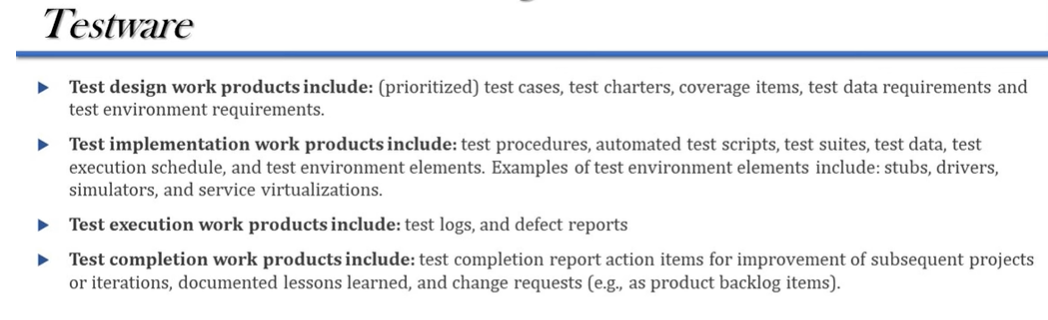 Testware
Test design work products include: (prioritized) test cases, test charters, coverage items, test data requirements and
test environment requirements.
Test implementation work products include: test procedures, automated test scripts, test suites, test data, test
execution schedule, and test environment elements. Examples of test environment elements include: stubs, drivers,
simulators, and service virtualizations.
Test execution work products include: test logs, and defect reports
Test completion work products include: test completion report action items for improvement of subsequent projects
or iterations, documented lessons learned, and change requests (e.g., as product backlog items).